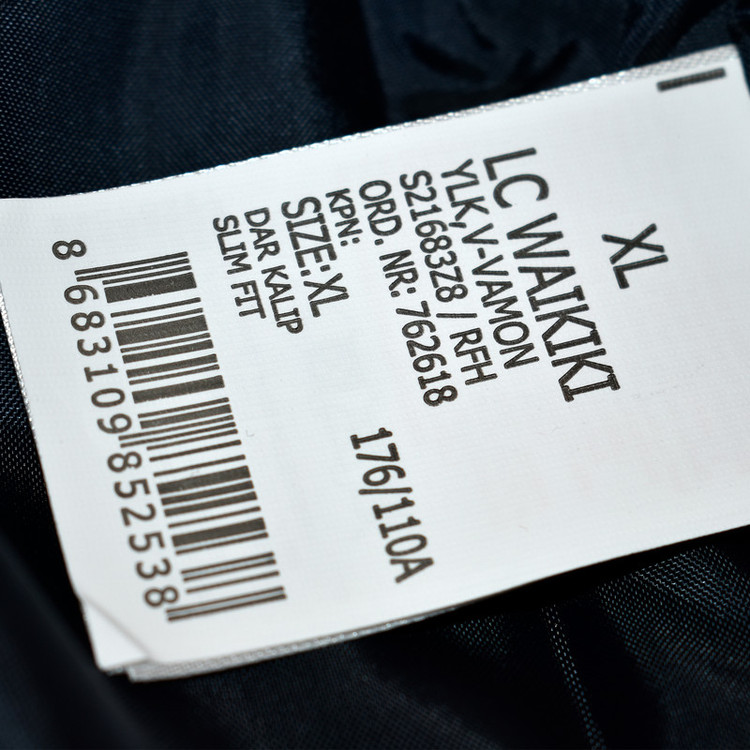 XL
LC WAIKIKI
YLK, V-VAMON
S21683Z8 / RFH
ORD. NR: 762618
KPN:
SIZE:XL
176/110A
DAR KALIP
SLIM FIT
8 683109 852538